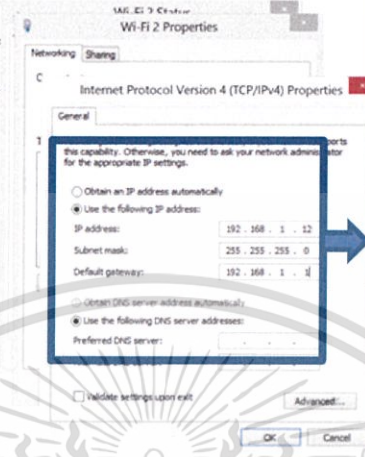 Wi-Fi 2 Status
Wi-Fi 2 Properties
Networking Sharing
Internet Protocol Version 4 (TCP/IPv4) Properties
General
this capability. Otherwise, you need to ask your network administrator
for the appropriate IP settings.
Obtain an IP address automatically
Use the following IP address:
IP address: 192 . 168 . 1 . 12
Subnet mask: 255 . 255 . 255 . 0
Default gateway: 192 . 168 . 1 . 1
Obtain DNS server address automatically
Use the following DNS server addresses:
Preferred DNS server:
Validate settings upon exit
Advanced...
OK Cancel